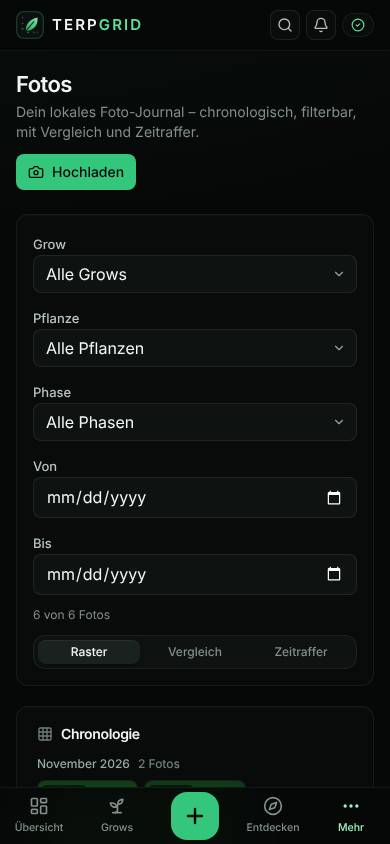 TERPGRID
Fotos
Dein lokales Foto-Journal – chronologisch, filterbar,
mit Vergleich und Zeitraffer.
Hochladen
Grow
Alle Grows
Pflanze
Alle Pflanzen
Phase
Alle Phasen
Von
mm/dd/yyyy
Bis
mm/dd/yyyy
6 von 6 Fotos
Raster Vergleich Zeitraffer
Chronologie
November 2026 2 Fotos
Übersicht Grows Entdecken Mehr